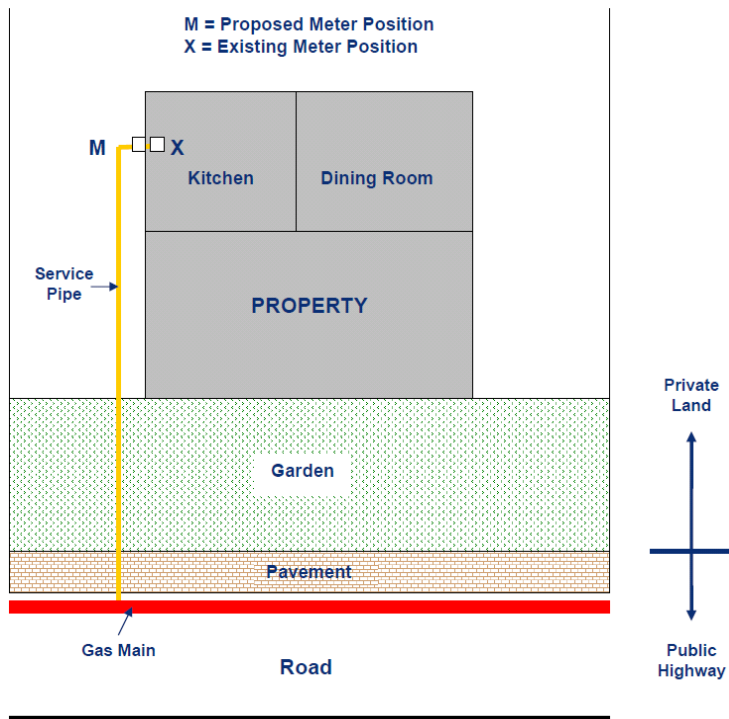 M = Proposed Meter Position
X = Existing Meter Position
M
X
Kitchen
Dining Room
Service
Pipe
PROPERTY
Private
Land
Garden
Pavement
Gas Main
Road
Public
Highway